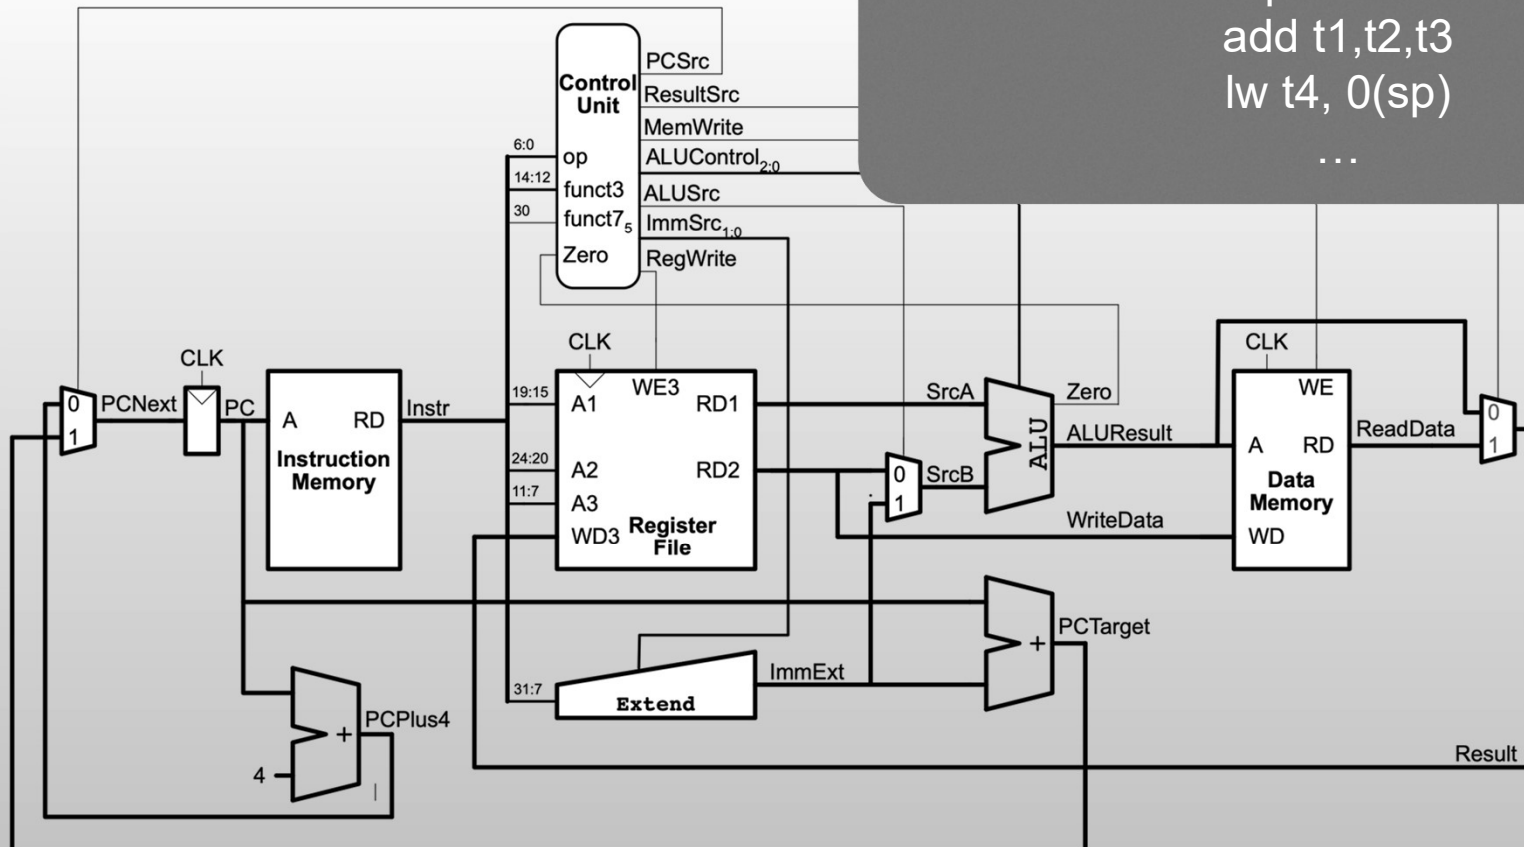 add t1,t2,t3
lw t4, 0(sp)
...
Control
Unit
PCSrc
ResultSrc
MemWrite
ALUControl2:0
ALUSrc
ImmSrc1:0
RegWrite
6:0
op
14:12
funct3
30
funct75
Zero
CLK
0
1
PCNext
PC
A
RD
Instr
Instruction
Memory
CLK
WE3
19:15
A1
RD1
24:20
A2
RD2
11:7
A3
WD3
Register
File
SrcA
0
1
SrcB
ALU
Zero
ALUResult
WriteData
CLK
WE
A
RD
Data
Memory
WD
ReadData
0
1
+
PCTarget
31:7
Extend
ImmExt
+
PCPlus4
4
Result